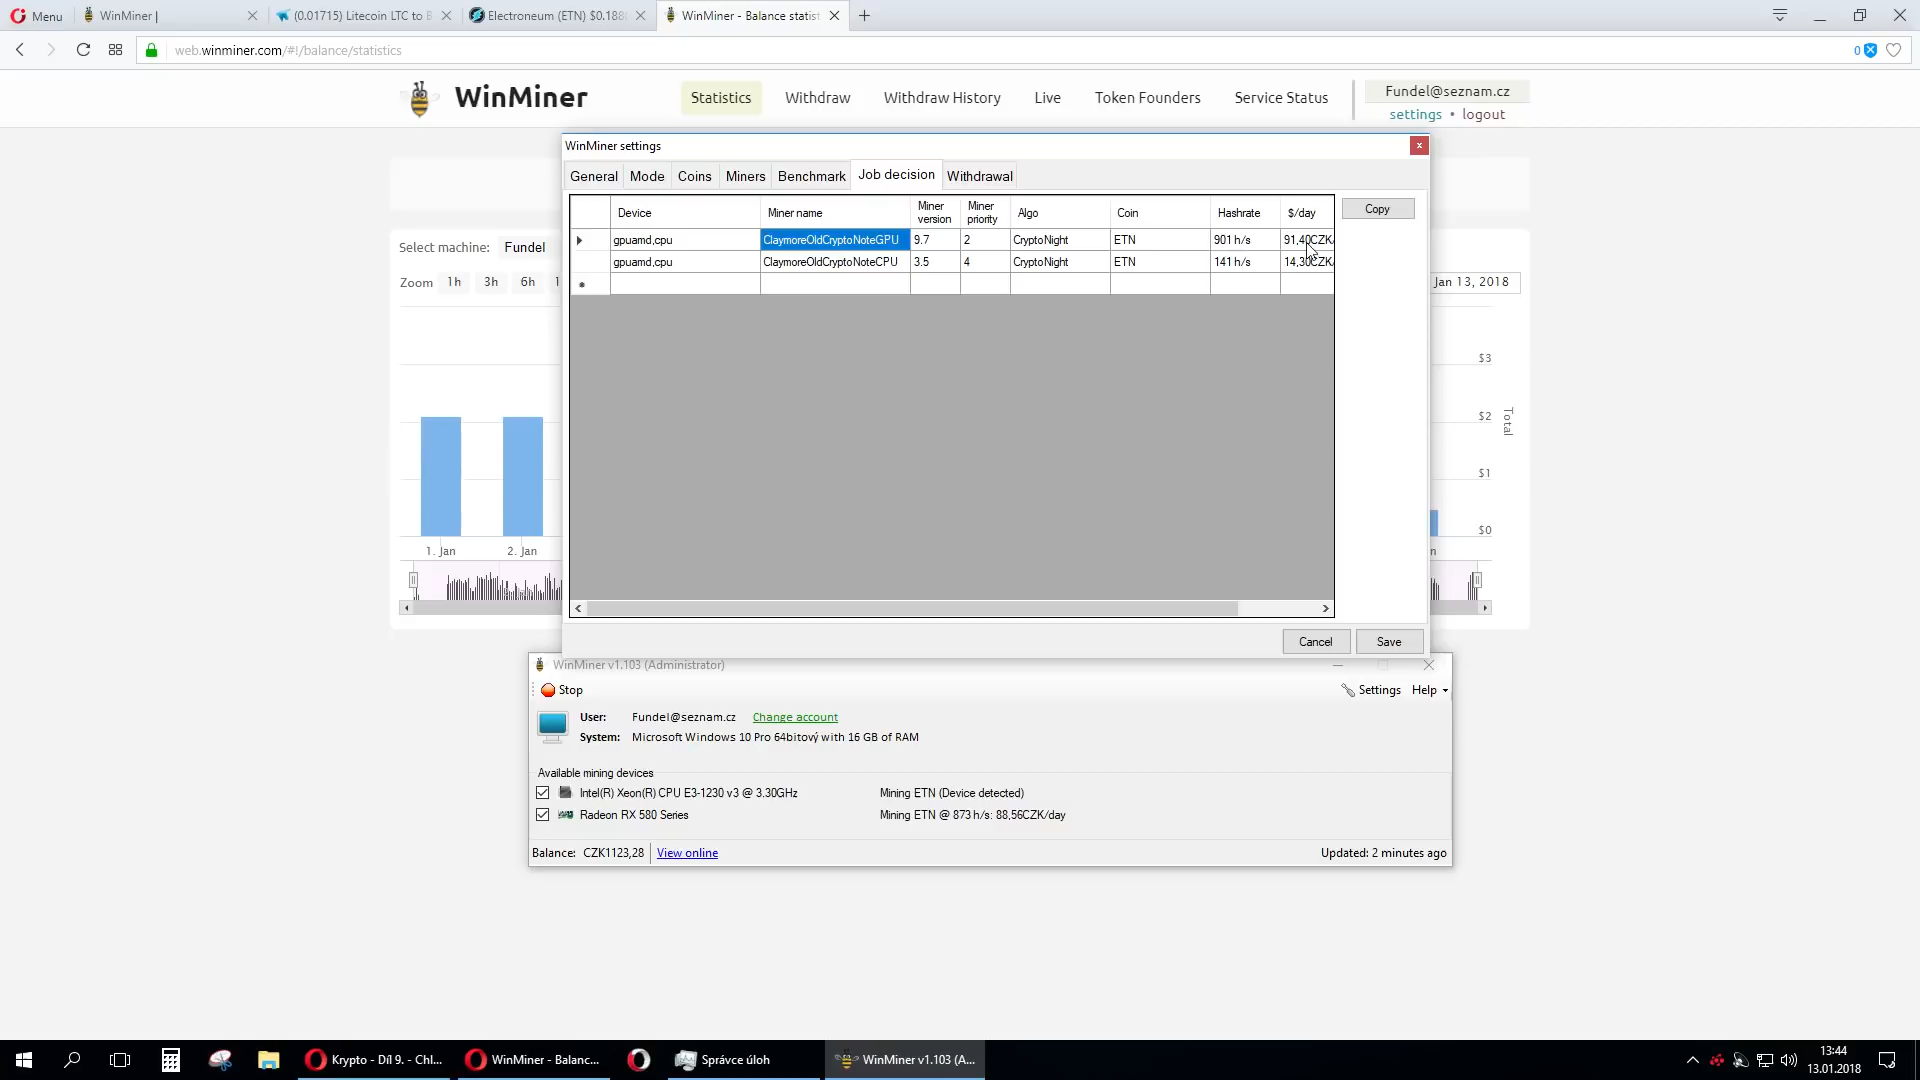 Menu
WinMiner |
(0.01715) Litecoin LTC to B
Electroneum (ETN) $0.188
WinMiner - Balance statist
web.winminer.com/#!/balance/statistics
0
WinMiner
Statistics
Withdraw
Withdraw History
Live
Token Founders
Service Status
Fundel@seznam.cz
settings • logout
WinMiner settings
General
Mode
Coins
Miners
Benchmark
Job decision
Withdrawal
Device
Miner name
Miner version
Miner priority
Algo
Coin
Hashrate
$/day
Copy
gpuamd,cpu
ClaymoreOldCryptoNoteGPU
9.7
2
CryptoNight
ETN
901 h/s
91,40CZK/
gpuamd,cpu
ClaymoreOldCryptoNoteCPU
3.5
4
CryptoNight
ETN
141 h/s
14,30CZK/
Select machine: Fundel
Zoom 1h 3h 6h 1
Jan 13, 2018
$3
$2
$1
$0
Total
1. Jan
2. Jan
n
Cancel
Save
WinMiner v1.103 (Administrator)
Stop
Settings
Help
User: Fundel@seznam.cz Change account
System: Microsoft Windows 10 Pro 64bitový with 16 GB of RAM
Available mining devices
Intel(R) Xeon(R) CPU E3-1230 v3 @ 3.30GHz
Mining ETN (Device detected)
Radeon RX 580 Series
Mining ETN @ 873 h/s: 88,56CZK/day
Balance: CZK1123,28
View online
Updated: 2 minutes ago
Krypto - Díl 9. - Chl...
WinMiner - Balanc...
Správce úloh
WinMiner v1.103 (A...
13:44
13.01.2018